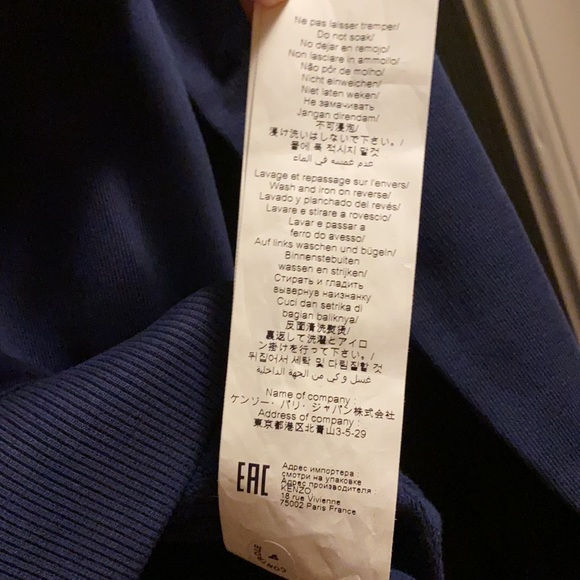 Ne pas laisser tremper/
Do not soak/
No dejar en remojo/
Non lasciare in ammollo/
Não pôr de molho/
Nicht einweichen/
Niet laten weken/
Не замачивать
Jangan direndam/
不可浸泡/
浸け洗いはしないで下さい。/
물에 푹 적시지 말것
عدم غمسه في الماء
Lavage et repassage sur l'envers/
Wash and iron on reverse/
Lavado y planchado del revés/
Lavare e stirare a rovescio/
Lavar e passar a
ferro do avesso/
Auf links waschen und bügeln/
Binnenstebuiten
wassen en strijken/
Стирать и гладить
вывернув наизнанку
Cuci dan setrika di
bagian baliknya/
反面清洗熨烫/
裏返して洗濯とアイロ
ン掛けを行って下さい。/
뒤집어서 세탁 및 다림질할 것
غسل و كي من الجهة الداخلية
Name of company :
ケンゾー・パリ・ジャパン株式会社
Address of company :
東京都港区北青山3-5-29
EAC
Адрес импортера
смотри на упаковке
Адрес производителя
KENZO
18 rue Vivienne
75002 Paris France